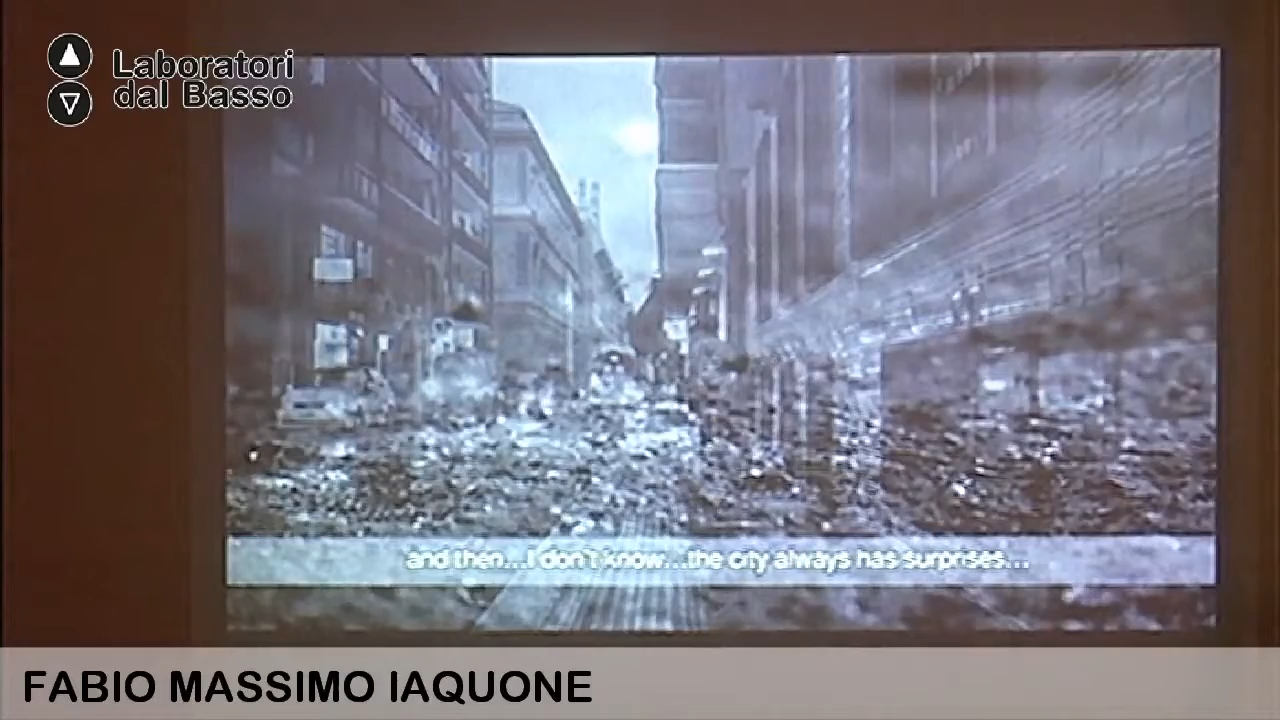 Laboratori
dal Basso
and then...I don't know...the city always has surprises...
FABIO MASSIMO IAQUONE